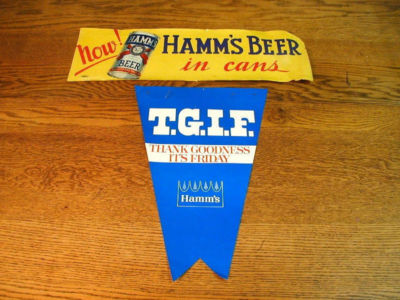 Now!
HAMM'S
BEER
HAMM'S BEER
in cans
T.G.I.F.
THANK GOODNESS
IT'S FRIDAY
Hamm's